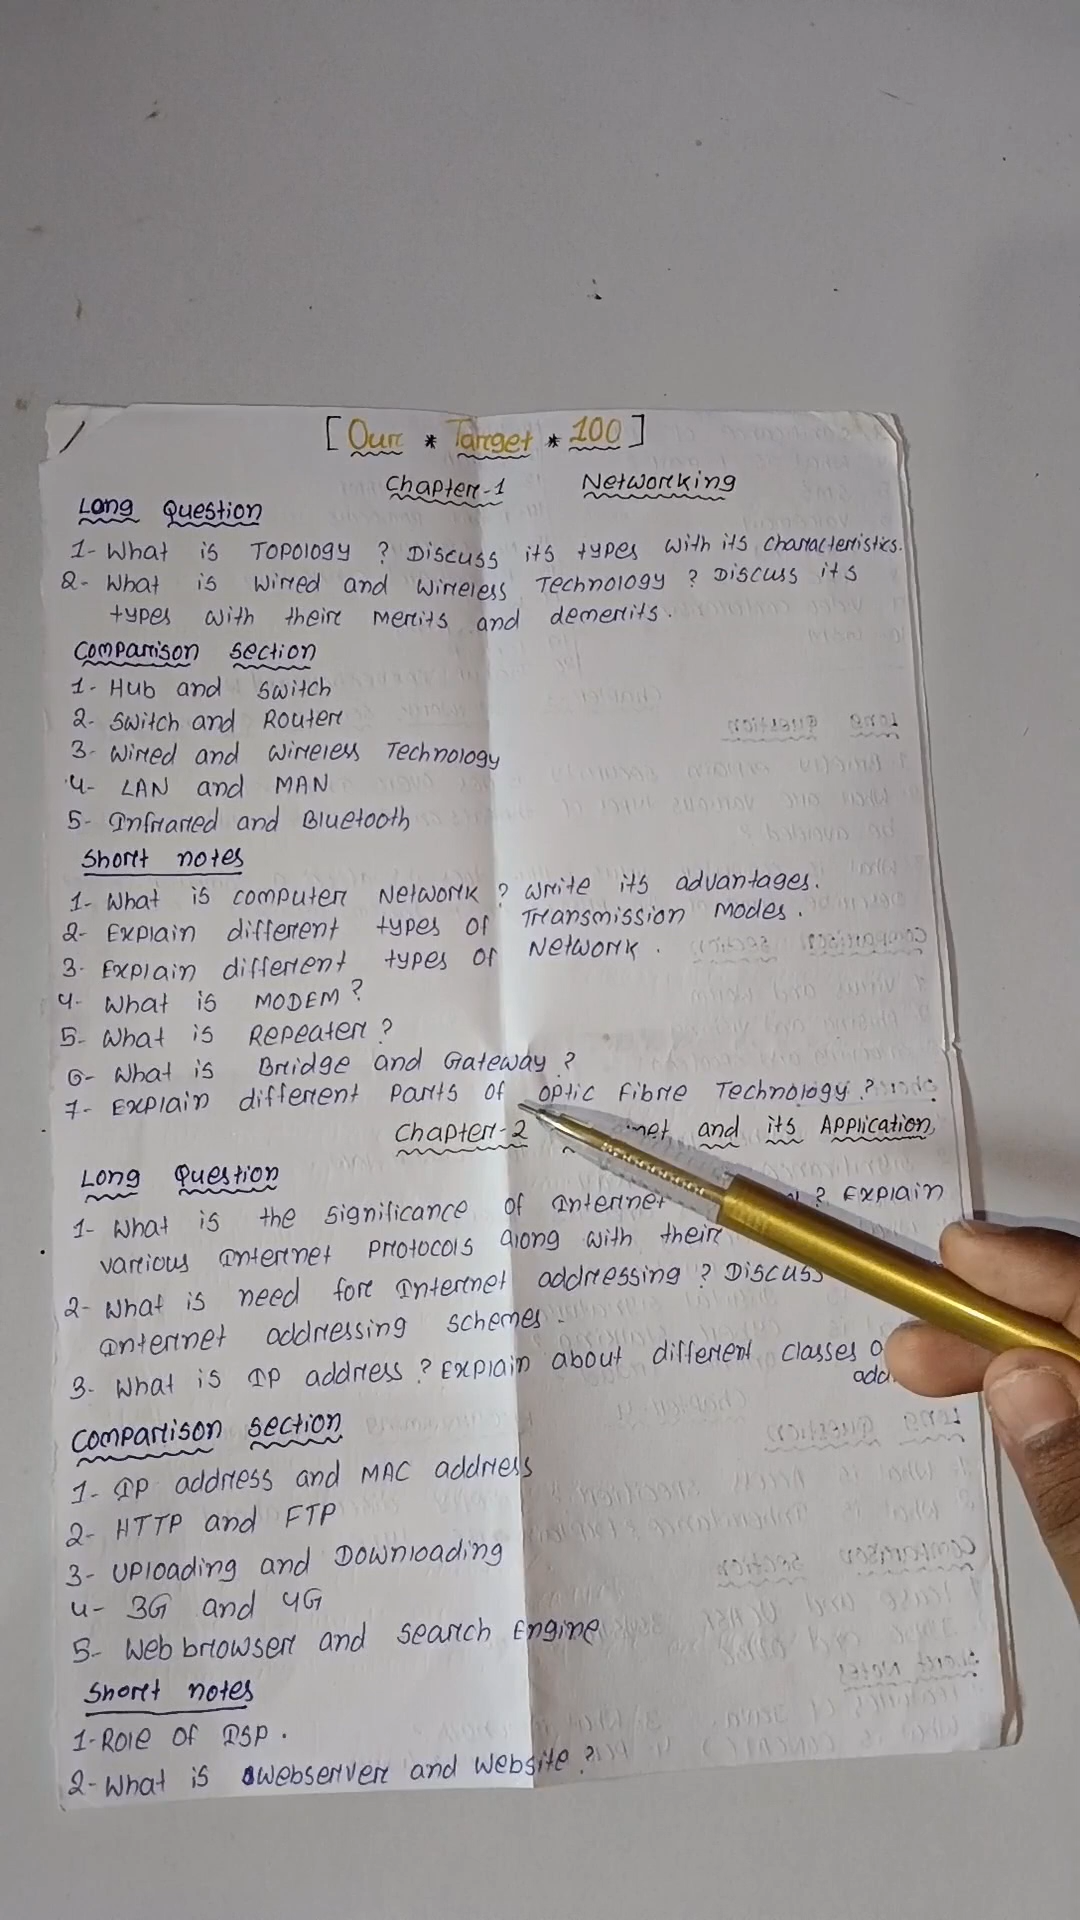 [ Our * Target * 100 ]
Chapter-1 Networking
Long Question
1- What is Topology ? Discuss its types with its characteristics.
2- What is wired and wireless Technology ? Discuss its
types with their merits and demerits.
Comparison section
1- Hub and switch
2- Switch and Router
3- Wired and wireless Technology
4- LAN and MAN
5- Infrared and Bluetooth
Short notes
1- What is computer Network ? write its advantages.
2- Explain different types of Transmission Modes.
3- Explain different types of Network.
4- What is MODEM ?
5- What is Repeater ?
6- What is Bridge and Gateway ?
7- Explain different parts of optic Fibre Technology ?
Chapter-2 and its Application
Long Question
1- What is the significance of Internet ? Explain
various Internet Protocols along with their
2- What is need for Internet addressing ? Discuss
Internet addressing schemes.
3- What is IP address ? Explain about different classes
Comparison section
1- IP address and MAC address
2- HTTP and FTP
3- Uploading and Downloading
4- 3G and 4G
5- Web browser and search Engine
Short notes
1- Role of ISP.
2- What is webserver and website ?